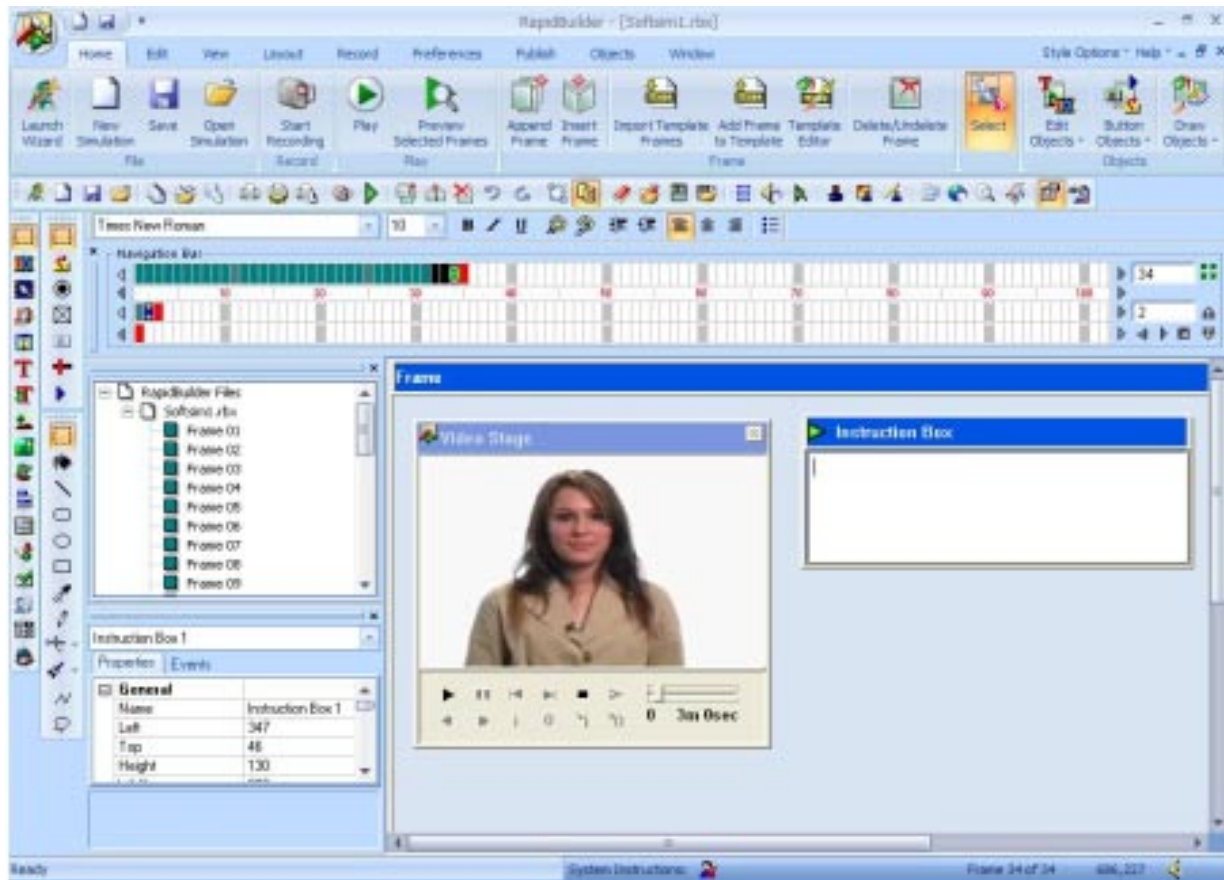 RapidBuilder - [Softsim1.rbx]
Home Edit View Layout Record Preferences Publish Objects Window Style Options Help
Launch Wizard
New Simulation
Save
Open Simulation
Start Recording
Play
Preview Selected Frames
Append Frame
Insert Frame
Import Template Frames
Add Frame to Template
Template Editor
Delete/Undelete Frame
Select
Edit Objects
Button Objects
Draw Objects
File Record Play Frame Objects
Times New Roman 10 B I U
Navigation Bar
34
10 20 30 40 50 60 70 80 90 100
2
RapidBuilder Files
Softsim1.rbx
Frame 01
Frame 02
Frame 03
Frame 04
Frame 05
Frame 06
Frame 07
Frame 08
Frame 09
Instruction Box 1
Properties Events
General
Name Instruction Box 1
Left 347
Top 46
Height 130
Frame
Video Stage
0 3m 0sec
Instruction Box
Ready
System Instructions:
Frame 34 of 34
686,227